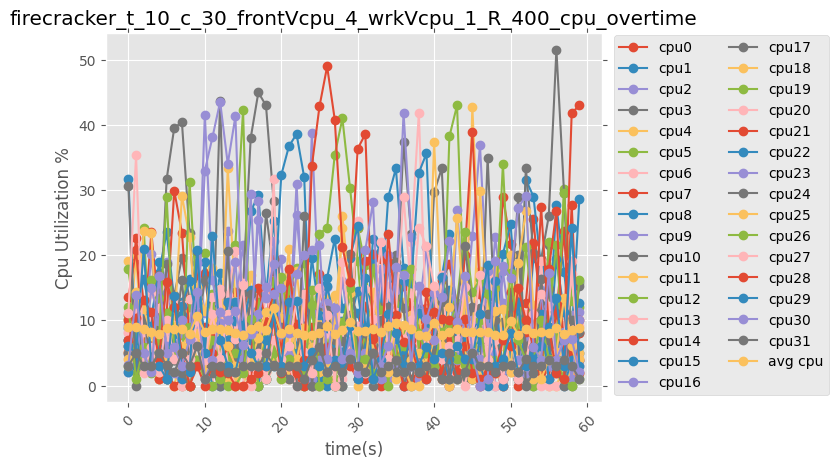 firecracker_t_10_c_30_frontVcpu_4_wrkVcpu_1_R_400_cpu_overtime
Cpu Utilization %
50
40
30
20
10
0
0
10
20
30
40
50
60
time(s)
cpu0
cpu1
cpu2
cpu3
cpu4
cpu5
cpu6
cpu7
cpu8
cpu9
cpu10
cpu11
cpu12
cpu13
cpu14
cpu15
cpu16
cpu17
cpu18
cpu19
cpu20
cpu21
cpu22
cpu23
cpu24
cpu25
cpu26
cpu27
cpu28
cpu29
cpu30
cpu31
avg cpu